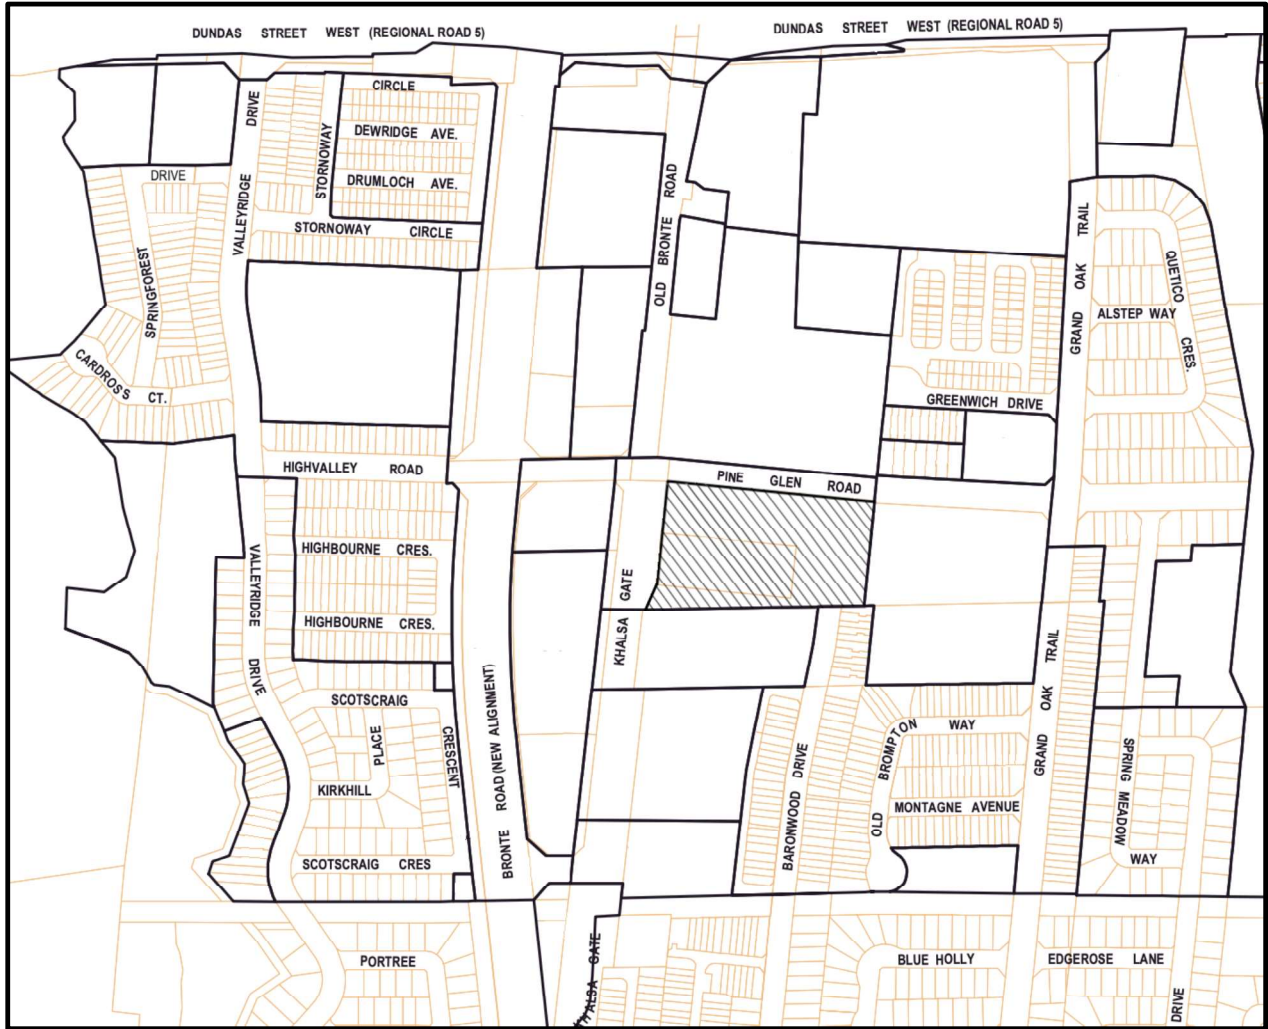 DUNDAS STREET WEST (REGIONAL ROAD 5)
DUNDAS STREET WEST (REGIONAL ROAD 5)
CIRCLE
DRIVE
DEWRIDGE AVE.
STORNOWAY
DRUMLOCH AVE.
DRIVE
VALLEYRIDGE
STORNOWAY CIRCLE
OLD BRONTE ROAD
GRAND OAK TRAIL
QUETICO CRES.
ALSTEP WAY
SPRINGFOREST
CARDROSS CT.
GREENWICH DRIVE
HIGHVALLEY ROAD
PINE GLEN ROAD
HIGHBOURNE CRES.
VALLEYRIDGE DRIVE
KHALSA GATE
HIGHBOURNE CRES.
SCOTSCRAIG
CRESCENT
PLACE
KIRKHILL
BRONTE ROAD (NEW ALIGNMENT)
GRAND OAK TRAIL
OLD BROMPTON WAY
BARONWOOD DRIVE
MONTAGNE AVENUE
SPRING MEADOW
WAY
SCOTSCRAIG CRES
KHALSA GATE
PORTREE
BLUE HOLLY
EDGEROSE LANE
DRIVE